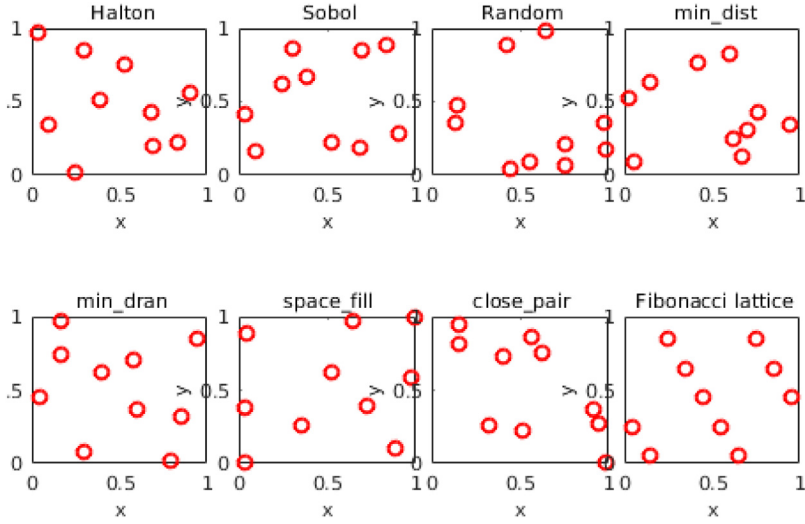 Halton Sobol Random min_dist
1 1 1 1
y 0.5 y 0.5 y 0.5
0 0 0 0
0 0.5 1 0 0.5 1 0 0.5 1 0 0.5 1
x x x x
min_dran space_fill close_pair Fibonacci lattice
1 1 1 1
.5 y 0.5 y 0.5 y 0.5
0 0 0 0
0 0.5 1 0 0.5 1 0 0.5 1 0 0.5 1
x x x x